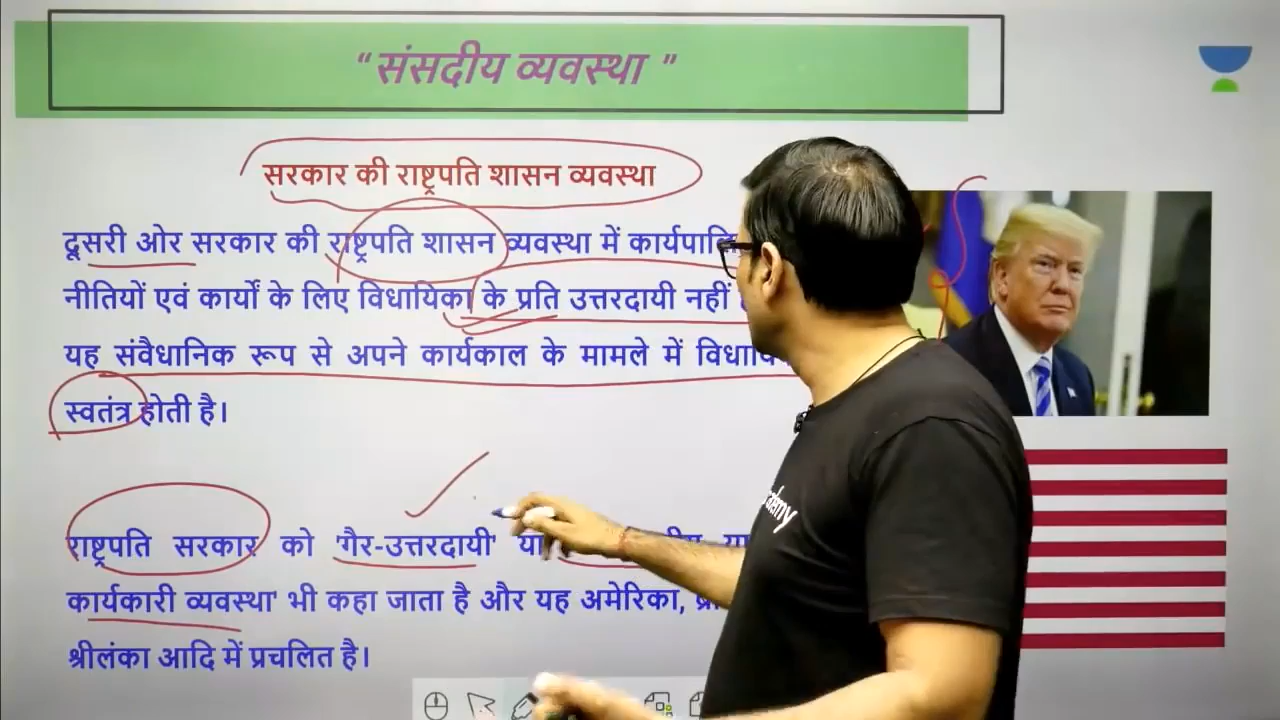 “ संसदीय व्यवस्था ”
सरकार की राष्ट्रपति शासन व्यवस्था
दूसरी ओर सरकार की राष्ट्रपति शासन व्यवस्था में
नीतियों एवं कार्यों के लिए विधायिका के प्रति उत्तरदायी नहीं
यह संवैधानिक रूप से अपने कार्यकाल के मामले में
स्वतंत्र होती है।
राष्ट्रपति सरकार को 'गैर-उत्तरदायी' या
कार्यकारी व्यवस्था' भी कहा जाता है और यह अमेरिका,
श्रीलंका आदि में प्रचलित है।